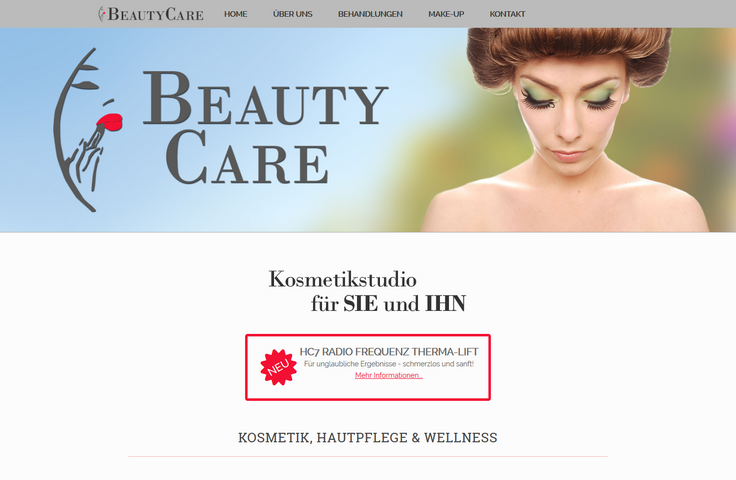 BEAUTYCARE
HOME
ÜBER UNS
BEHANDLUNGEN
MAKE-UP
KONTAKT
BEAUTY
CARE
Kosmetikstudio
für SIE und IHN
NEU
HC7 RADIO FREQUENZ THERMA-LIFT
Für unglaubliche Ergebnisse - schmerzlos und sanft!
Mehr Informationen...
KOSMETIK, HAUTPFLEGE & WELLNESS